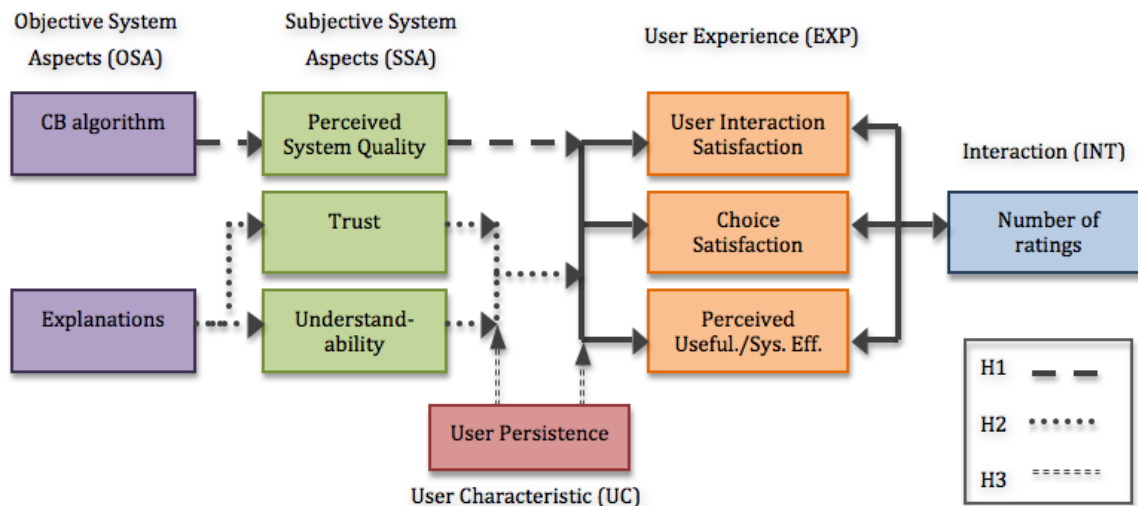 Objective System
Aspects (OSA)
Subjective System
Aspects (SSA)
User Experience (EXP)
CB algorithm
Perceived
System Quality
User Interaction
Satisfaction
Interaction (INT)
Trust
Choice
Satisfaction
Number of
ratings
Explanations
Understand-
ability
Perceived
Useful./Sys. Eff.
User Persistence
User Characteristic (UC)
H1
H2
H3